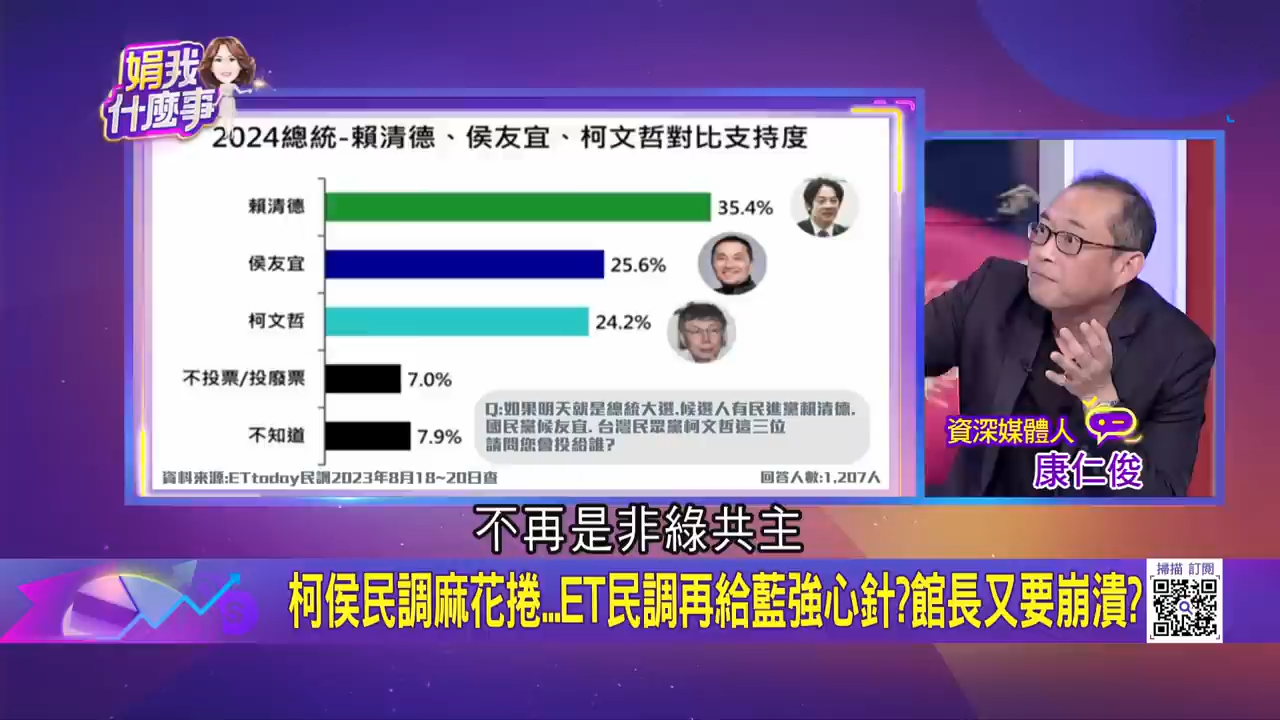 娟我
什麼事
2024總統-賴清德、侯友宜、柯文哲對比支持度
賴清德
35.4%
侯友宜
25.6%
柯文哲
24.2%
不投票/投廢票
7.0%
不知道
7.9%
Q:如果明天就是總統大選,候選人有民進黨賴清德,
國民黨侯友宜,台灣民眾黨柯文哲這三位
請問您會投給誰?
資料來源:ETtoday民調2023年8月18~20日查
回答人數:1,207人
資深媒體人
康仁俊
不再是非綠共主
柯侯民調麻花捲...ET民調再給藍強心針?館長又要崩潰?
掃描 訂閱